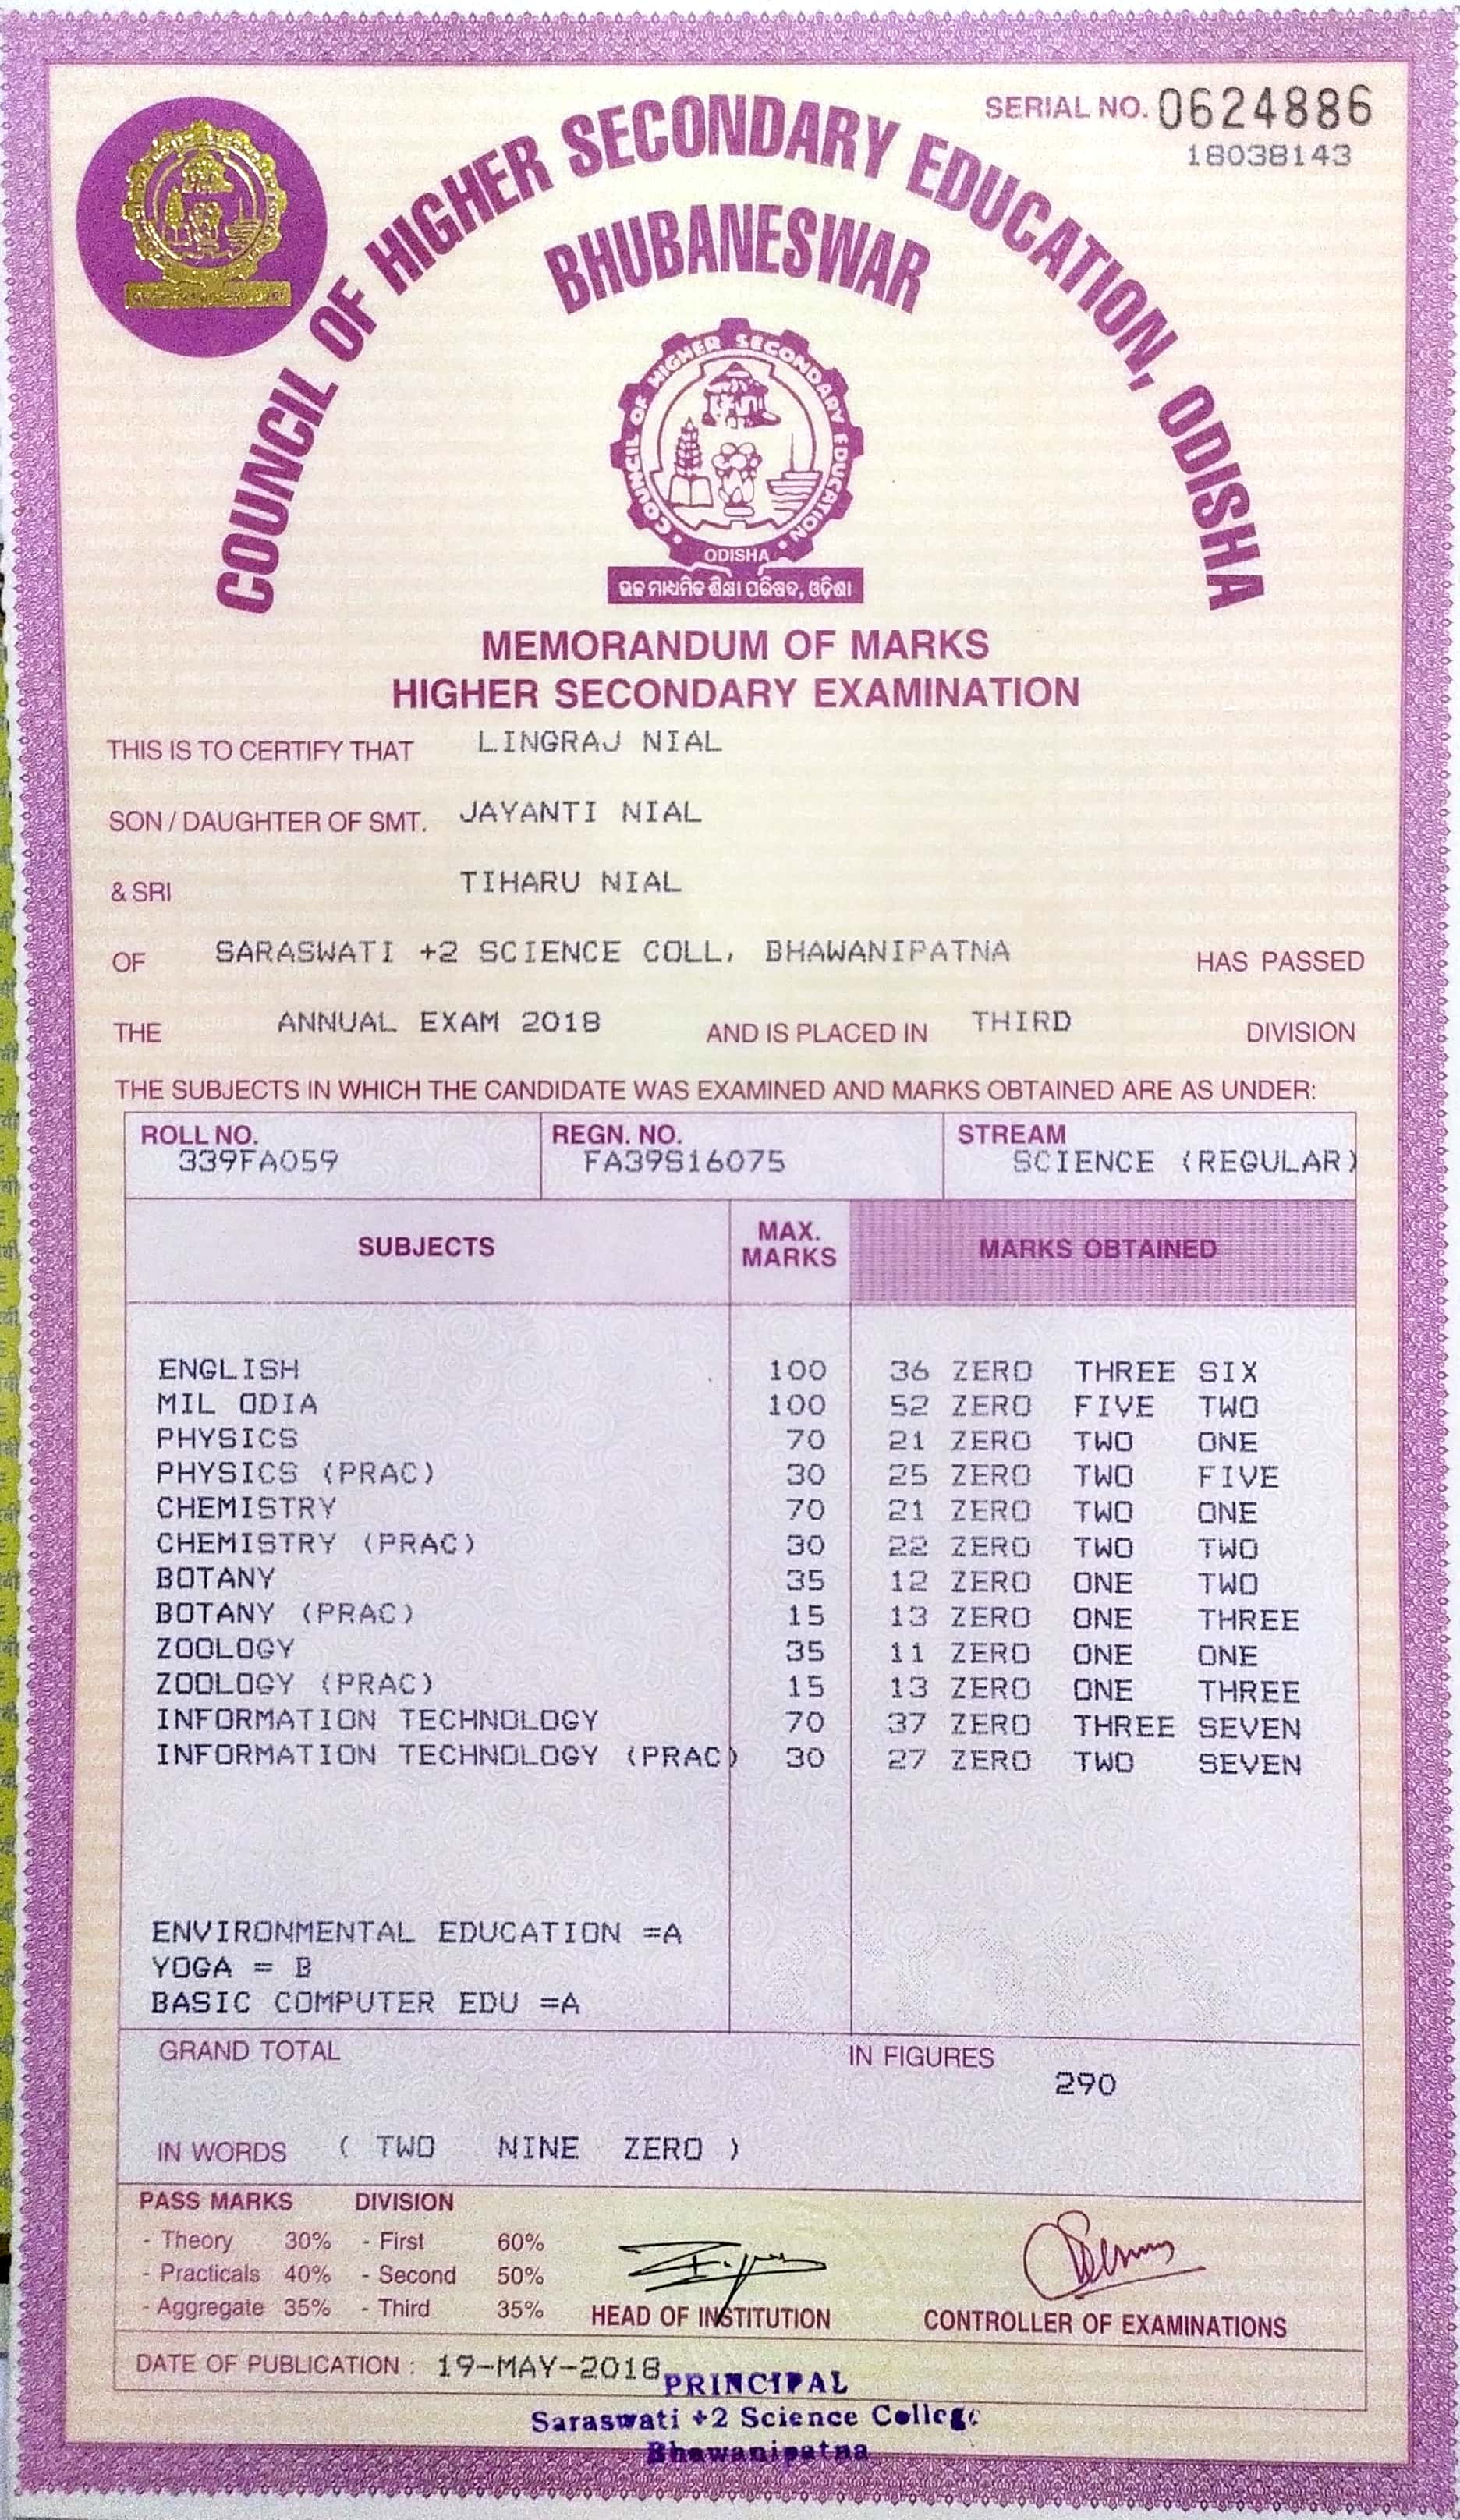 SERIAL NO. 0624886
18038143
COUNCIL OF HIGHER SECONDARY EDUCATION, ODISHA
BHUBANESWAR
COUNCIL OF HIGHER SECONDARY EDUCATION
ODISHA
ଉଚ୍ଚ ମାଧ୍ୟମିକ ଶିକ୍ଷା ପରିଷଦ, ଓଡ଼ିଶା
MEMORANDUM OF MARKS
HIGHER SECONDARY EXAMINATION
THIS IS TO CERTIFY THAT LINGRAJ NIAL
SON / DAUGHTER OF SMT. JAYANTI NIAL
& SRI TIHARU NIAL
OF SARASWATI +2 SCIENCE COLL, BHAWANIPATNA HAS PASSED
THE ANNUAL EXAM 2018 AND IS PLACED IN THIRD DIVISION
THE SUBJECTS IN WHICH THE CANDIDATE WAS EXAMINED AND MARKS OBTAINED ARE AS UNDER:
ROLL NO. REGN. NO. STREAM
339FA059 FA39S16075 SCIENCE (REGULAR)
SUBJECTS MAX. MARKS MARKS OBTAINED
ENGLISH 100 36 ZERO THREE SIX
MIL ODIA 100 52 ZERO FIVE TWO
PHYSICS 70 21 ZERO TWO ONE
PHYSICS (PRAC) 30 25 ZERO TWO FIVE
CHEMISTRY 70 21 ZERO TWO ONE
CHEMISTRY (PRAC) 30 22 ZERO TWO TWO
BOTANY 35 12 ZERO ONE TWO
BOTANY (PRAC) 15 13 ZERO ONE THREE
ZOOLOGY 35 11 ZERO ONE ONE
ZOOLOGY (PRAC) 15 13 ZERO ONE THREE
INFORMATION TECHNOLOGY 70 37 ZERO THREE SEVEN
INFORMATION TECHNOLOGY (PRAC) 30 27 ZERO TWO SEVEN
ENVIRONMENTAL EDUCATION =A
YOGA = B
BASIC COMPUTER EDU =A
GRAND TOTAL IN FIGURES
290
IN WORDS ( TWO NINE ZERO )
PASS MARKS DIVISION
- Theory 30% - First 60%
- Practicals 40% - Second 50%
- Aggregate 35% - Third 35%
HEAD OF INSTITUTION CONTROLLER OF EXAMINATIONS
DATE OF PUBLICATION : 19-MAY-2018
PRINCIPAL
Saraswati +2 Science College
Bhawanipatna